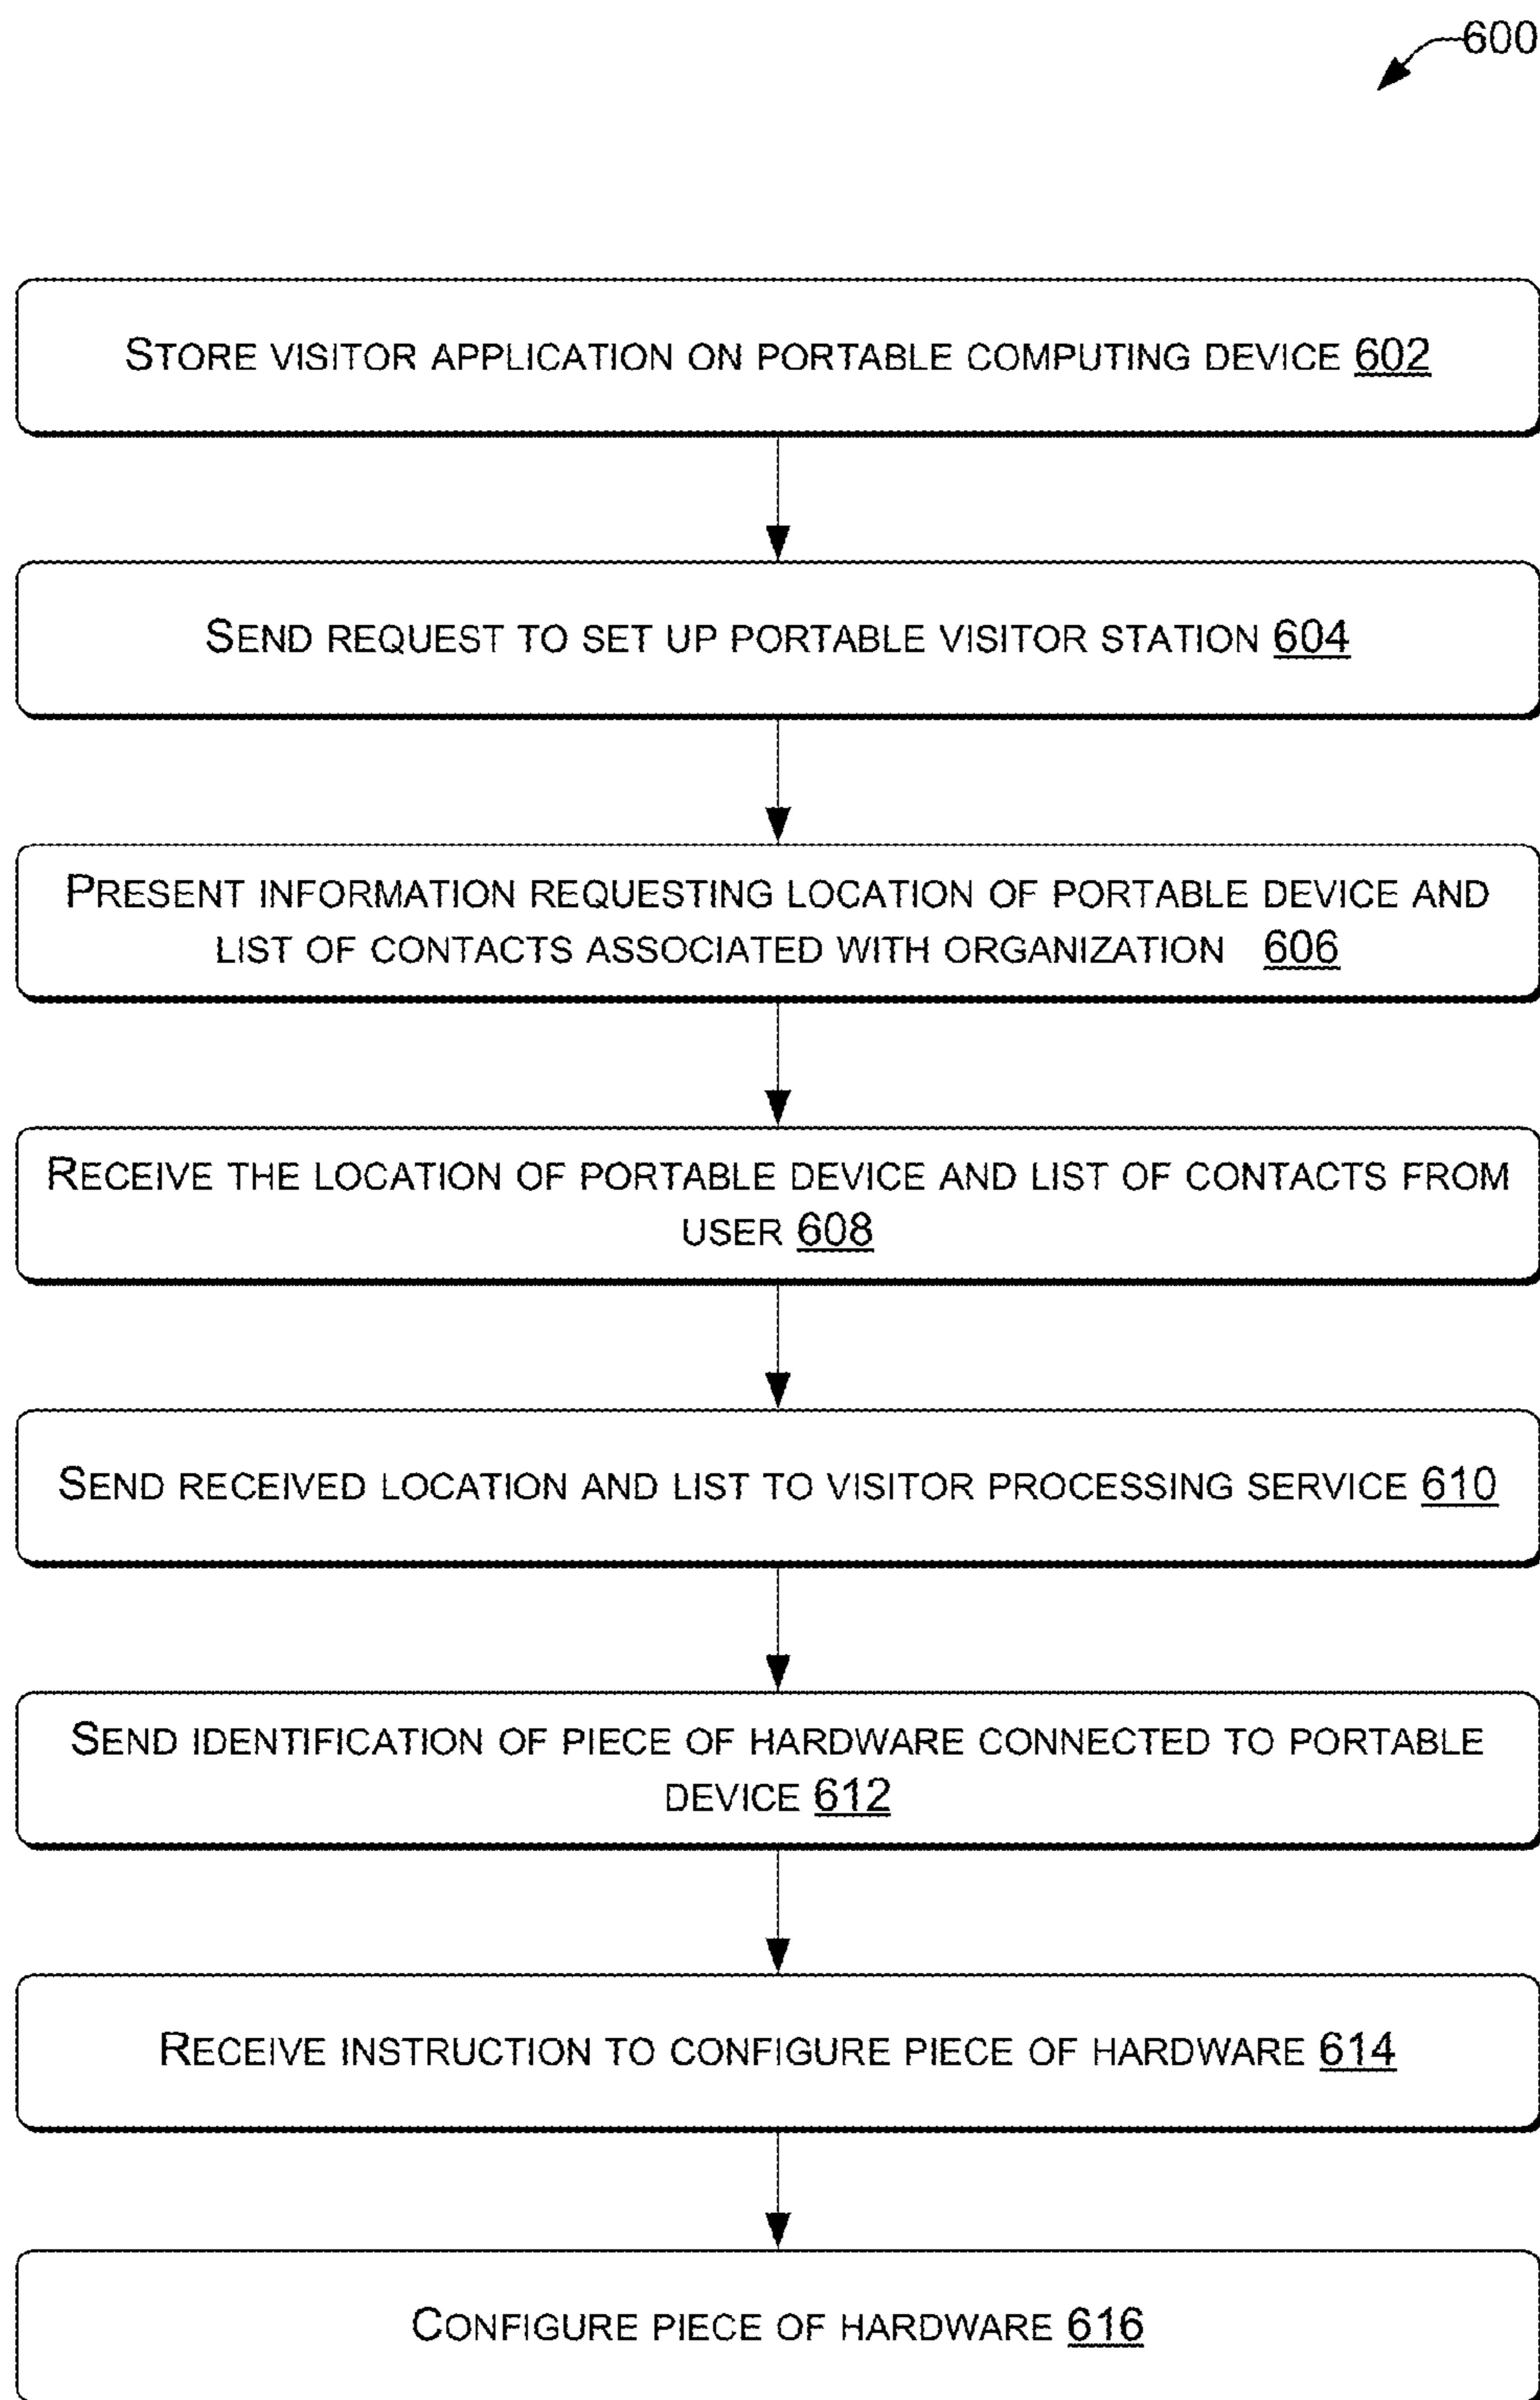 600
STORE VISITOR APPLICATION ON PORTABLE COMPUTING DEVICE 602
SEND REQUEST TO SET UP PORTABLE VISITOR STATION 604
PRESENT INFORMATION REQUESTING LOCATION OF PORTABLE DEVICE AND
LIST OF CONTACTS ASSOCIATED WITH ORGANIZATION 606
RECEIVE THE LOCATION OF PORTABLE DEVICE AND LIST OF CONTACTS FROM
USER 608
SEND RECEIVED LOCATION AND LIST TO VISITOR PROCESSING SERVICE 610
SEND IDENTIFICATION OF PIECE OF HARDWARE CONNECTED TO PORTABLE
DEVICE 612
RECEIVE INSTRUCTION TO CONFIGURE PIECE OF HARDWARE 614
CONFIGURE PIECE OF HARDWARE 616